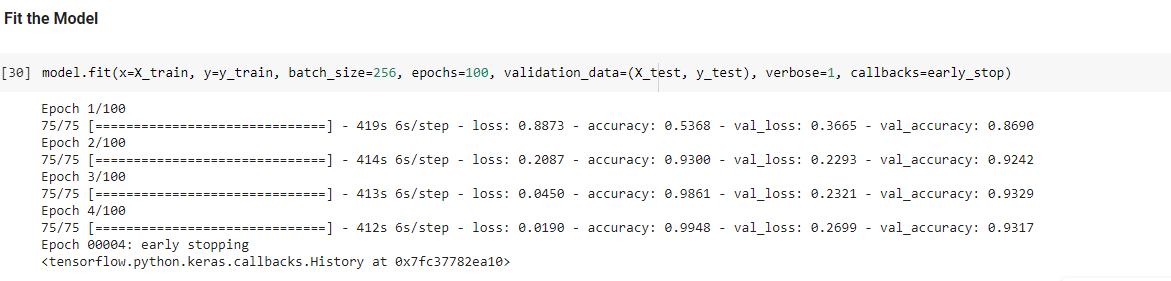 Fit the Model
[30] model.fit(x=X_train, y=y_train, batch_size=256, epochs=100, validation_data=(X_test, y_test), verbose=1, callbacks=early_stop)
Epoch 1/100
75/75 [==============================] - 419s 6s/step - loss: 0.8873 - accuracy: 0.5368 - val_loss: 0.3665 - val_accuracy: 0.8690
Epoch 2/100
75/75 [==============================] - 414s 6s/step - loss: 0.2087 - accuracy: 0.9300 - val_loss: 0.2293 - val_accuracy: 0.9242
Epoch 3/100
75/75 [==============================] - 413s 6s/step - loss: 0.0450 - accuracy: 0.9861 - val_loss: 0.2321 - val_accuracy: 0.9329
Epoch 4/100
75/75 [==============================] - 412s 6s/step - loss: 0.0190 - accuracy: 0.9948 - val_loss: 0.2699 - val_accuracy: 0.9317
Epoch 00004: early stopping
<tensorflow.python.keras.callbacks.History at 0x7fc37782ea10>